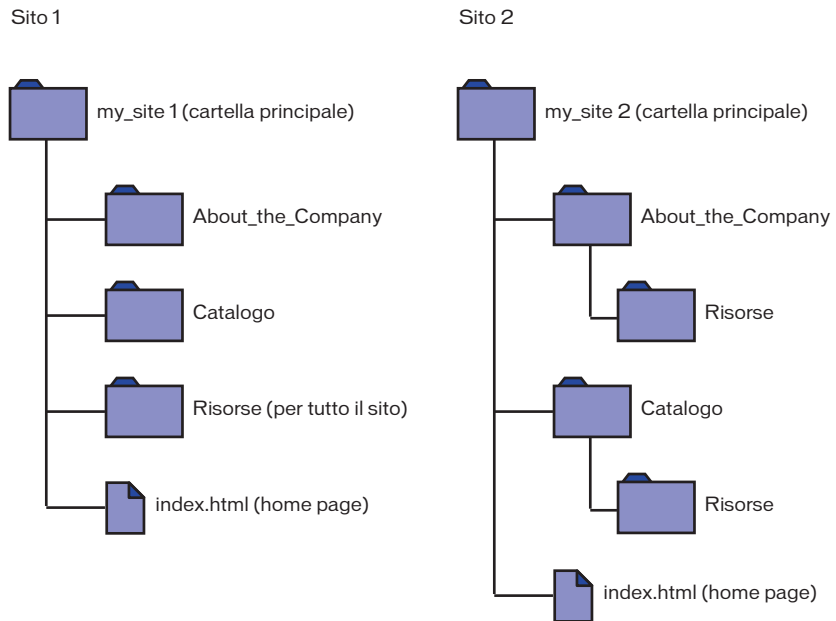 Sito 1
my_site 1 (cartella principale)
About_the_Company
Catalogo
Risorse (per tutto il sito)
index.html (home page)
Sito 2
my_site 2 (cartella principale)
About_the_Company
Risorse
Catalogo
Risorse
index.html (home page)